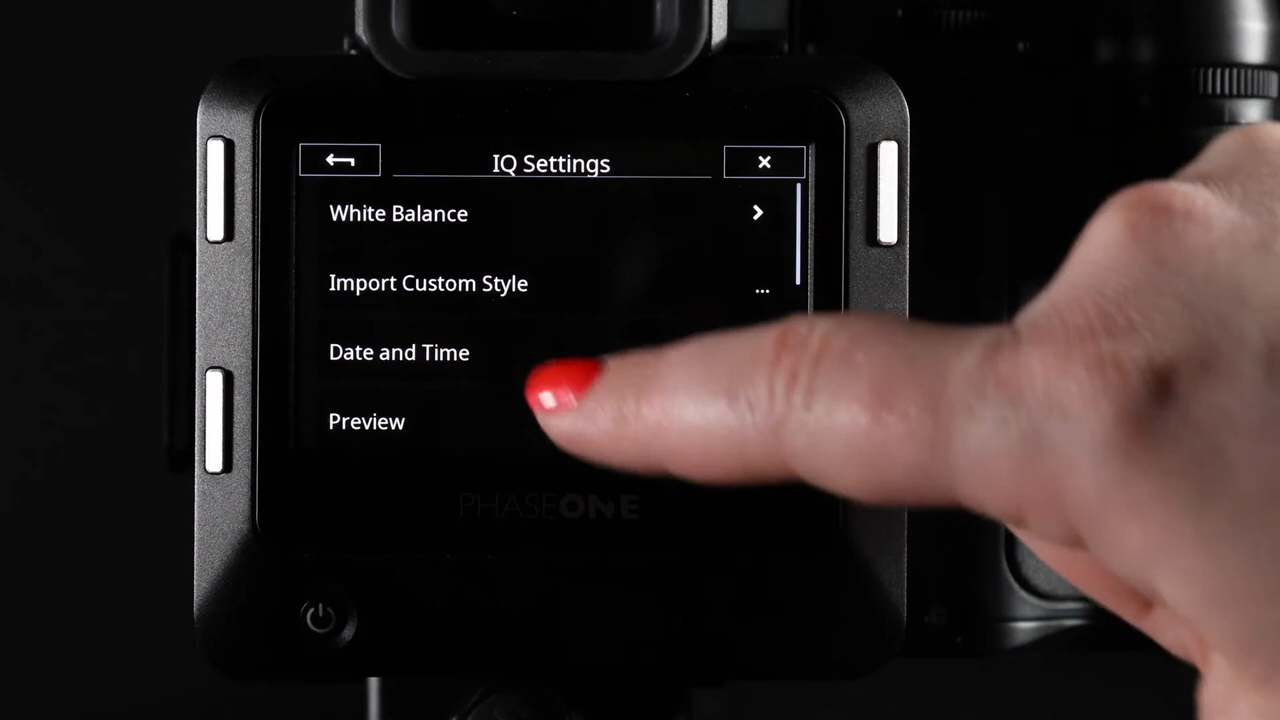 IQ Settings
White Balance
Import Custom Style
...
Date and Time
Preview
PHASEONE